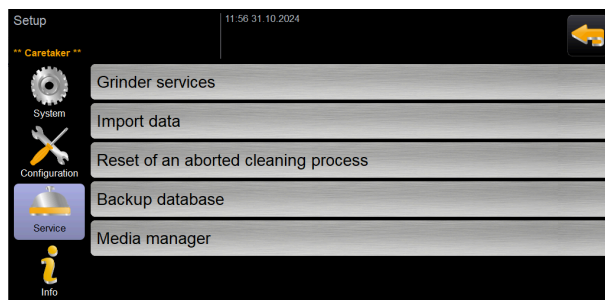 Setup
11:56 31.10.2024
** Caretaker **
System
Configuration
Service
Info
Grinder services
Import data
Reset of an aborted cleaning process
Backup database
Media manager